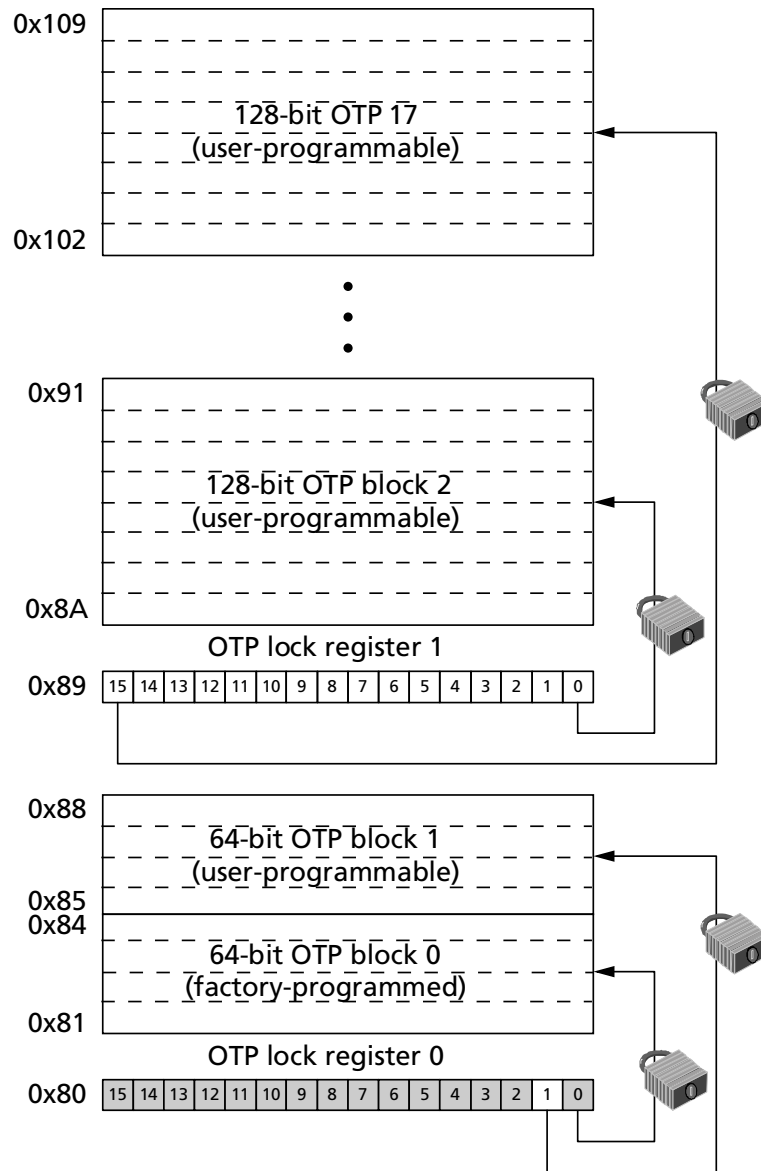 0x109
128-bit OTP 17
(user-programmable)
0x102
0x91
128-bit OTP block 2
(user-programmable)
0x8A
OTP lock register 1
0x89 15 14 13 12 11 10 9 8 7 6 5 4 3 2 1 0
0x88
64-bit OTP block 1
(user-programmable)
0x85
0x84
64-bit OTP block 0
(factory-programmed)
0x81
OTP lock register 0
0x80 15 14 13 12 11 10 9 8 7 6 5 4 3 2 1 0